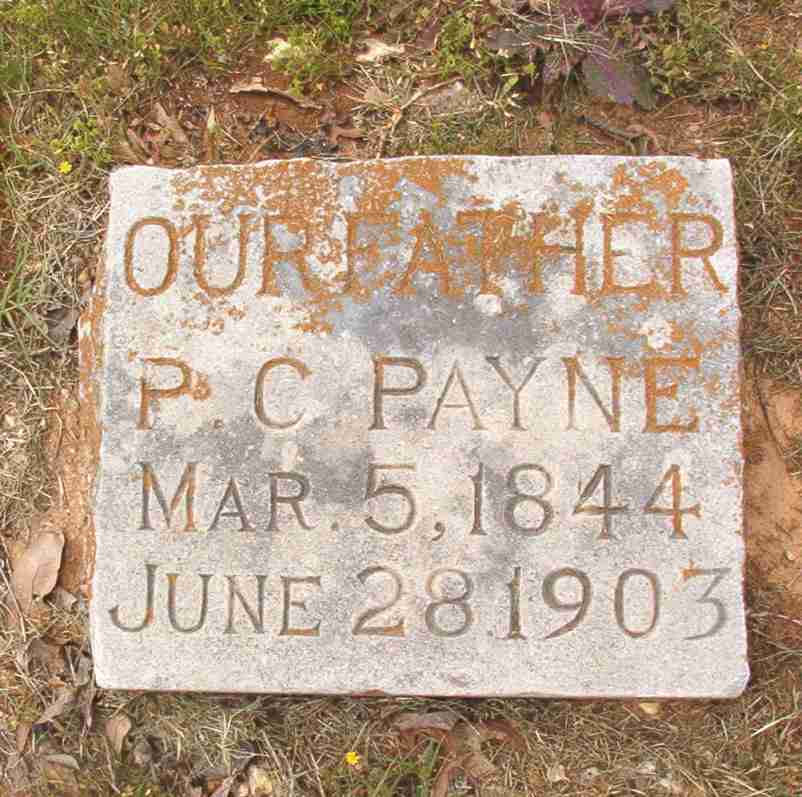 OUR FATHER
P. C. PAYNE
MAR. 5, 1844
JUNE 28. 1903